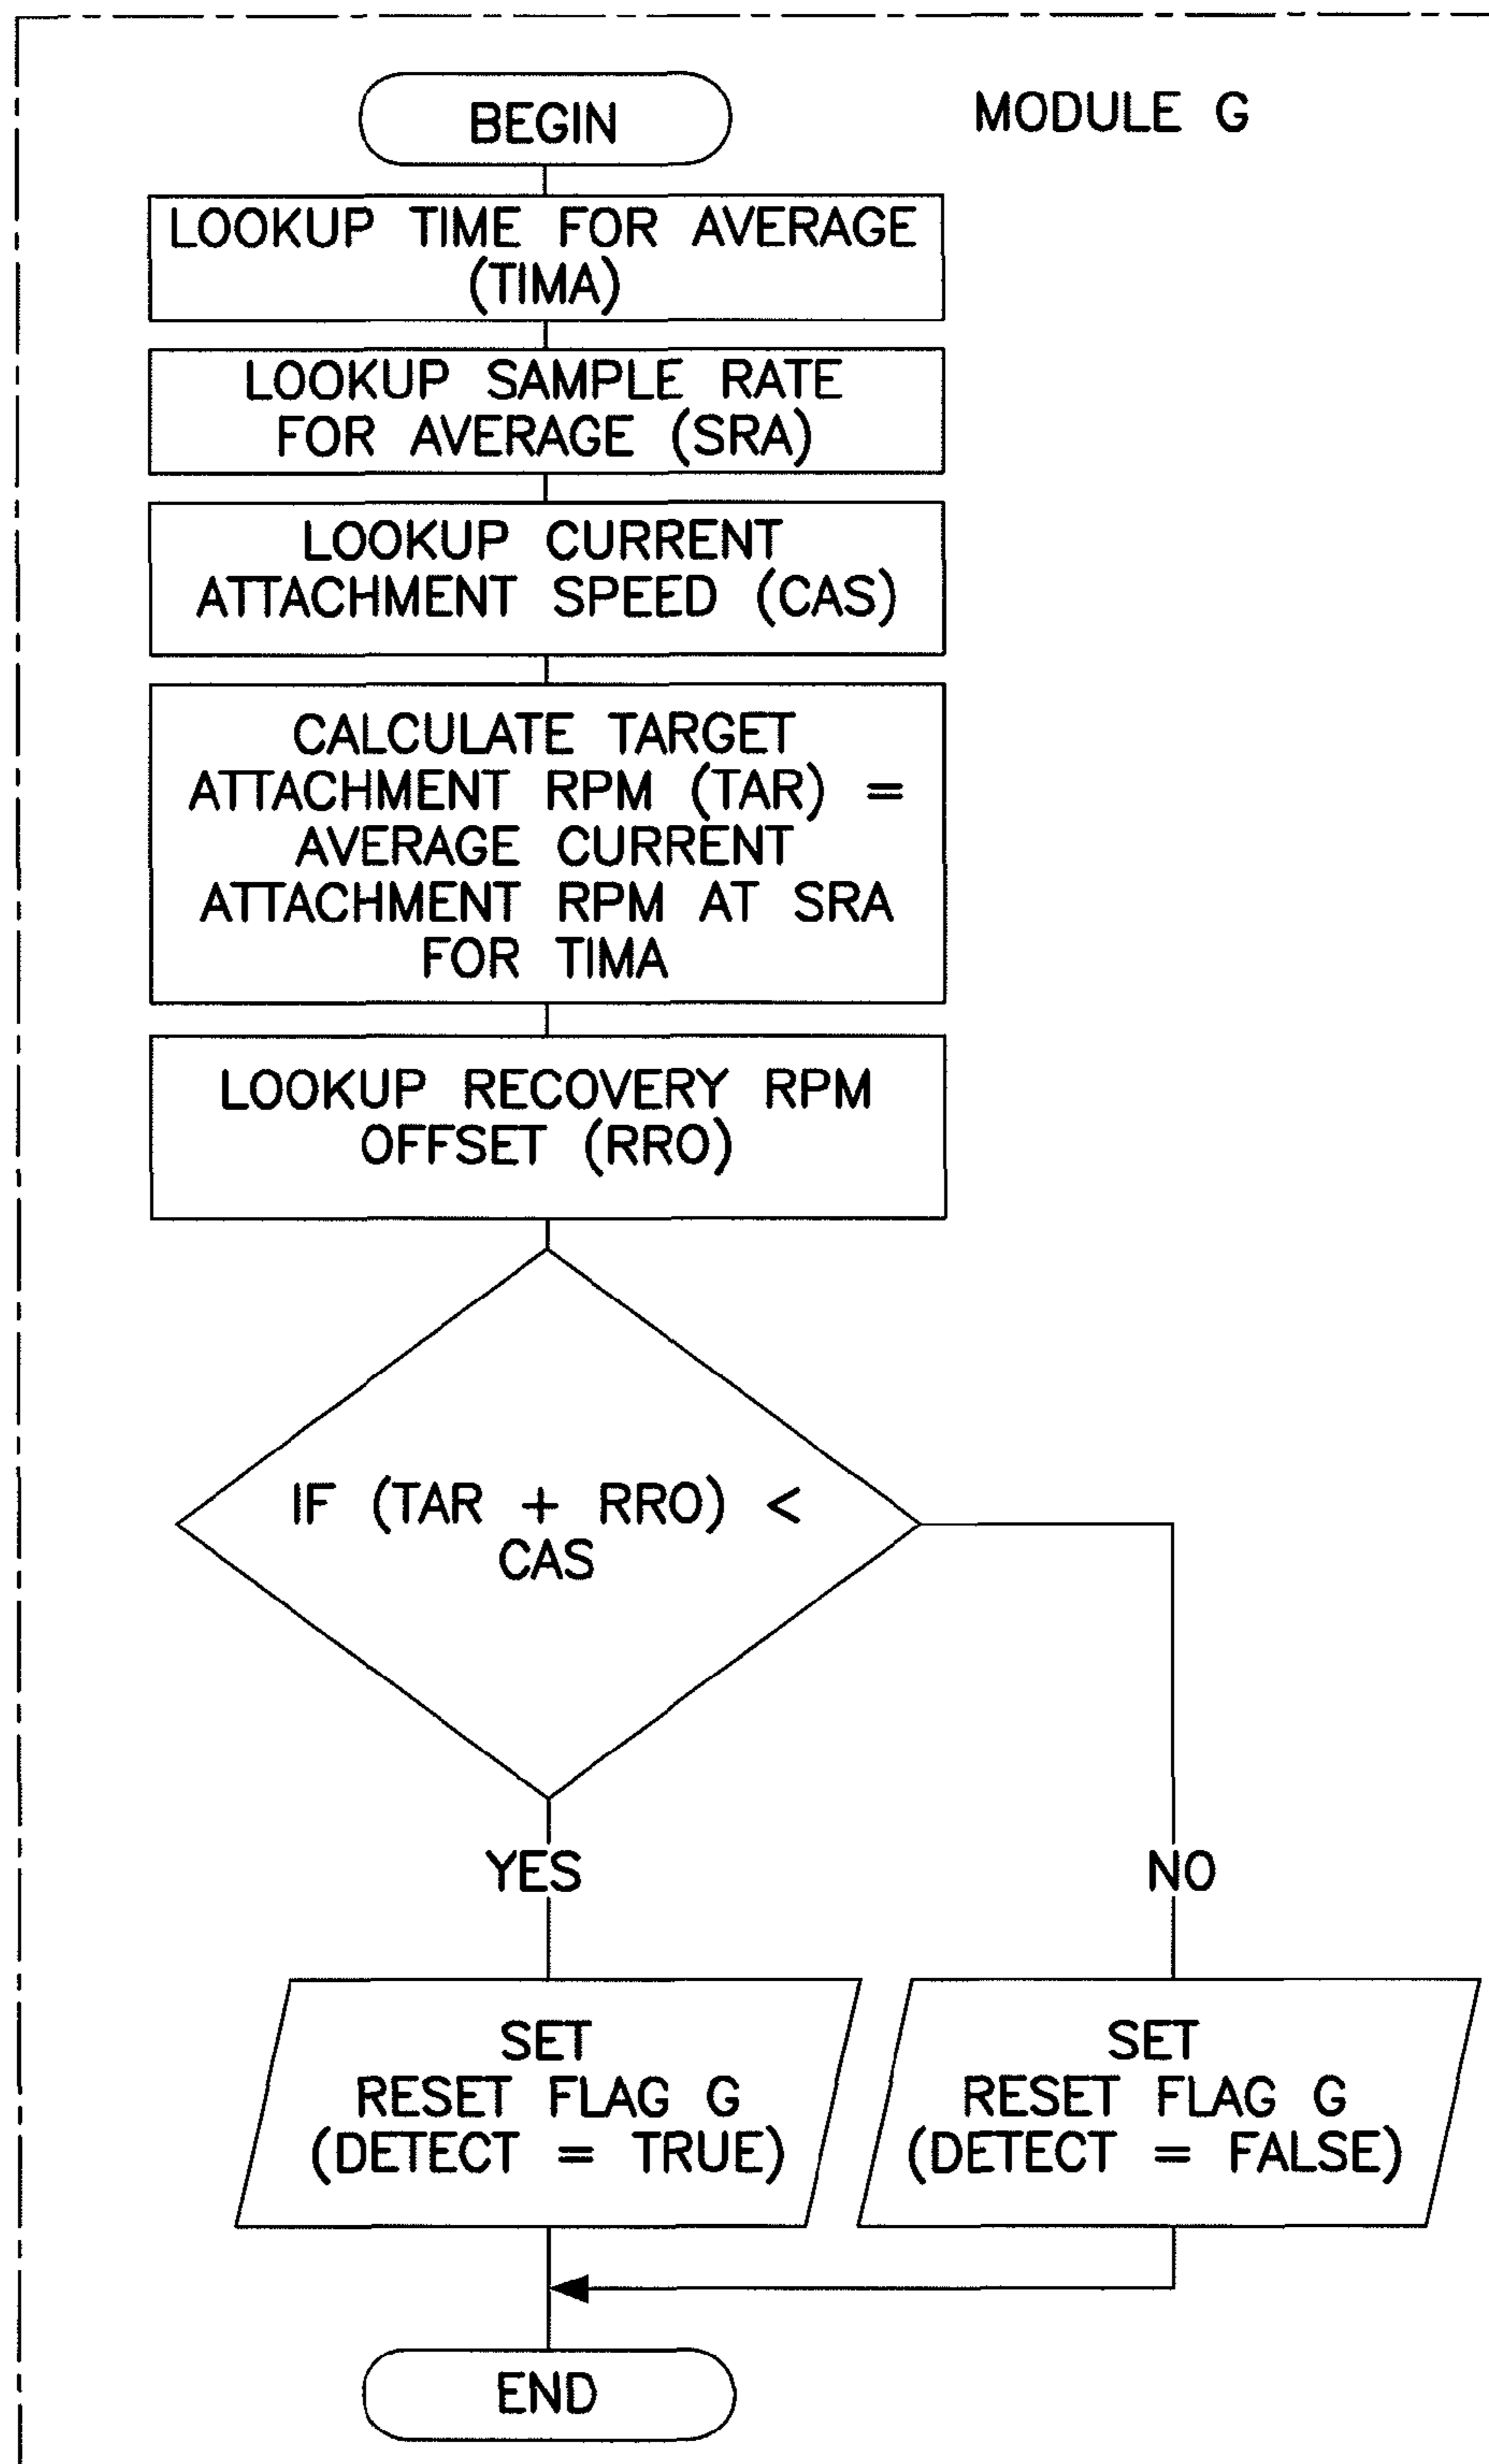 MODULE G
BEGIN
LOOKUP TIME FOR AVERAGE
(TIMA)
LOOKUP SAMPLE RATE
FOR AVERAGE (SRA)
LOOKUP CURRENT
ATTACHMENT SPEED (CAS)
CALCULATE TARGET
ATTACHMENT RPM (TAR) =
AVERAGE CURRENT
ATTACHMENT RPM AT SRA
FOR TIMA
LOOKUP RECOVERY RPM
OFFSET (RRO)
IF (TAR + RRO) <
CAS
YES
NO
SET
RESET FLAG G
(DETECT = TRUE)
SET
RESET FLAG G
(DETECT = FALSE)
END